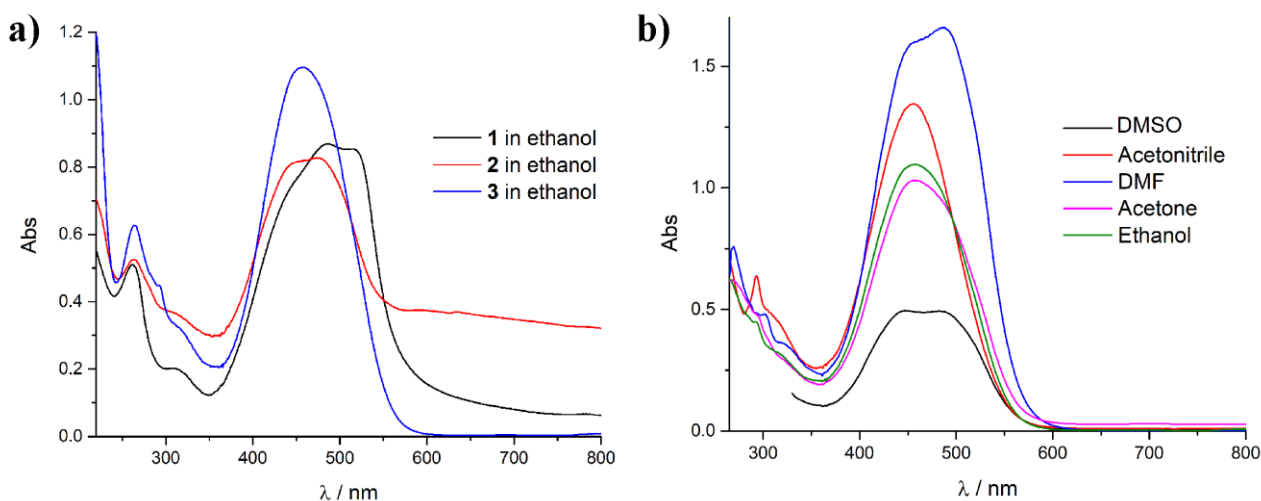 a)
1.2
1.0
0.8
0.6
0.4
0.2
0.0
Abs
300
400
500
600
700
800
λ / nm
1 in ethanol
2 in ethanol
3 in ethanol
b)
1.5
1.0
0.5
0.0
Abs
300
400
500
600
700
800
λ / nm
DMSO
Acetonitrile
DMF
Acetone
Ethanol